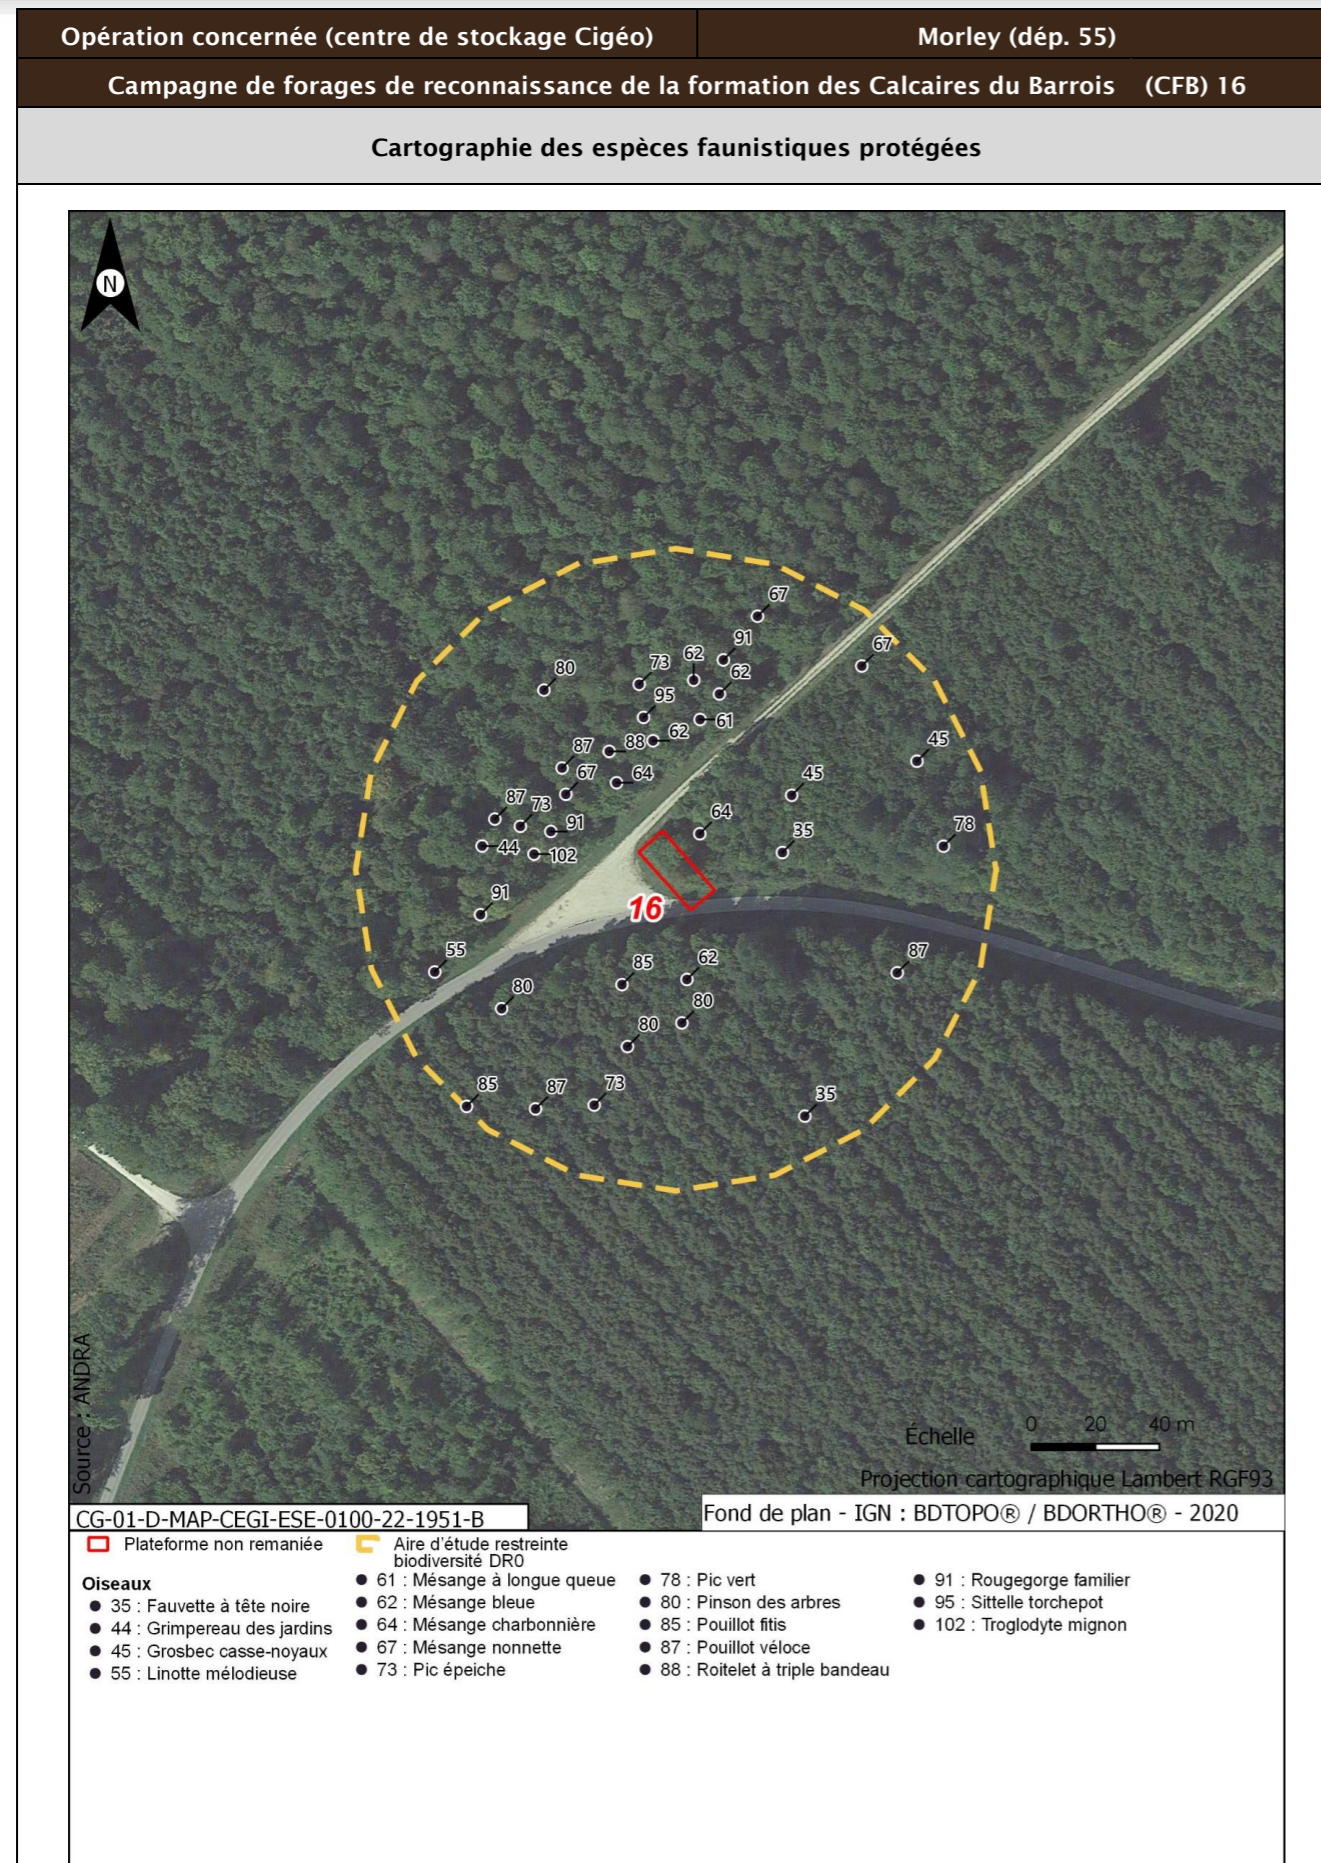 Opération concernée (centre de stockage Cigéo) Morley (dép. 55)
Campagne de forages de reconnaissance de la formation des Calcaires du Barrois (CFB) 16
Cartographie des espèces faunistiques protégées
N
67
91
62
67
73
80
62
95
61
62
88
45
87
67
64
45
87
73
91
64
35
78
44
102
91
16
55
85
62
87
80
80
80
85
87
73
35
Source : ANDRA
Échelle 0 20 40 m
Projection cartographique Lambert RGF93
CG-01-D-MAP-CEGI-ESE-0100-22-1951-B
Fond de plan - IGN : BDTOPO® / BDORTHO® - 2020
Plateforme non remaniée
Aire d'étude restreinte
biodiversité DR0
Oiseaux
35 : Fauvette à tête noire
44 : Grimpereau des jardins
45 : Grosbec casse-noyaux
55 : Linotte mélodieuse
61 : Mésange à longue queue
62 : Mésange bleue
64 : Mésange charbonnière
67 : Mésange nonnette
73 : Pic épeiche
78 : Pic vert
80 : Pinson des arbres
85 : Pouillot fitis
87 : Pouillot véloce
88 : Roitelet à triple bandeau
91 : Rougegorge familier
95 : Sittelle torchepot
102 : Troglodyte mignon